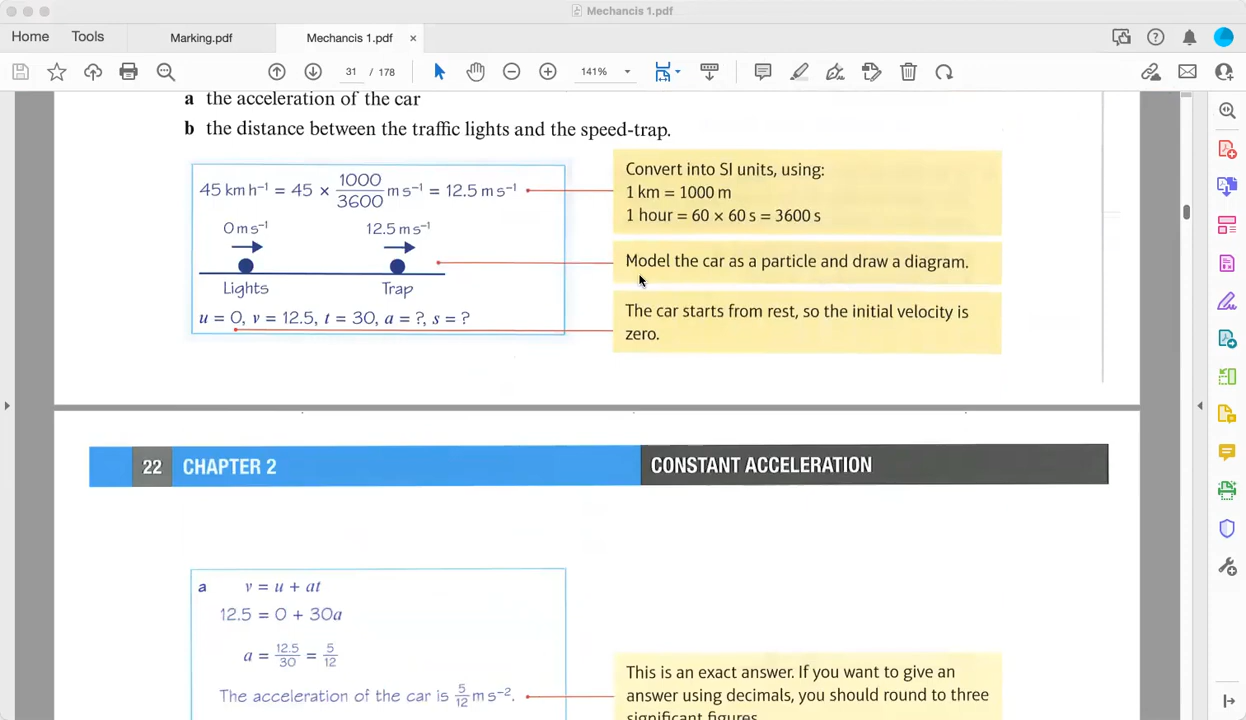 Mechancis 1.pdf
Home Tools Marking.pdf Mechancis 1.pdf ×
31 / 178 141%
a the acceleration of the car
b the distance between the traffic lights and the speed-trap.
45 km h⁻¹ = 45 × 1000/3600 m s⁻¹ = 12.5 m s⁻¹
0 m s⁻¹ 12.5 m s⁻¹
Lights Trap
u = 0, v = 12.5, t = 30, a = ?, s = ?
Convert into SI units, using:
1 km = 1000 m
1 hour = 60 × 60 s = 3600 s
Model the car as a particle and draw a diagram.
The car starts from rest, so the initial velocity is
zero.
22 CHAPTER 2 CONSTANT ACCELERATION
a v = u + at
12.5 = 0 + 30a
a = 12.5/30 = 5/12
The acceleration of the car is 5/12 m s⁻².
This is an exact answer. If you want to give an
answer using decimals, you should round to three
significant figures.